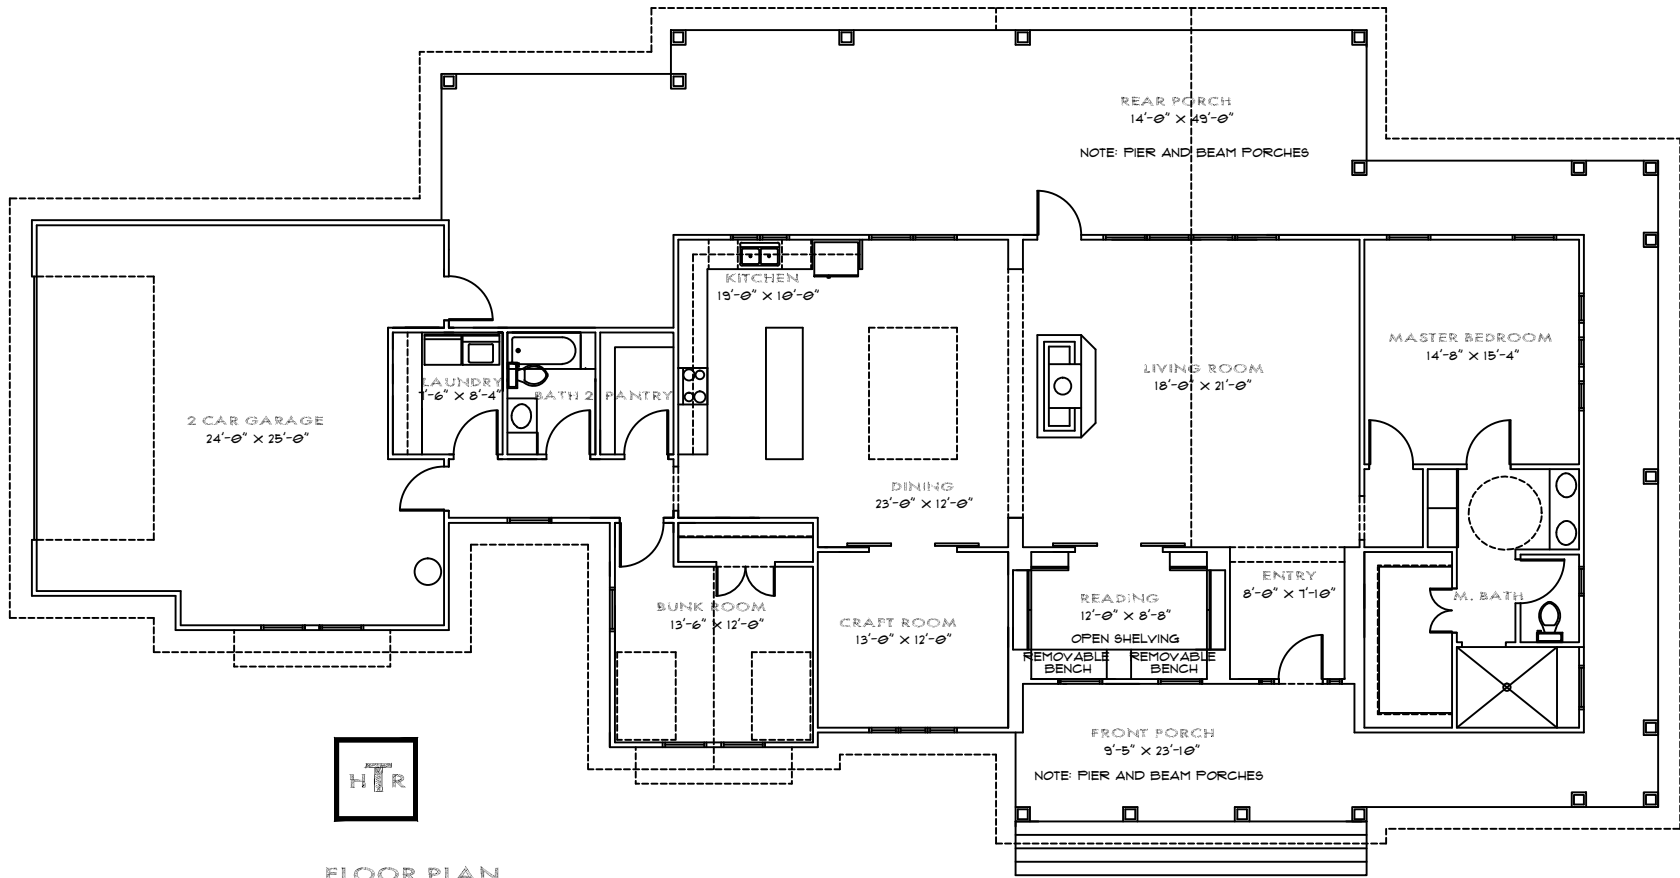 REAR PORCH
14'-0" X 49'-0"
NOTE: PIER AND BEAM PORCHES
KITCHEN
19'-0" X 10'-0"
MASTER BEDROOM
14'-8" X 15'-4"
LIVING ROOM
18'-0" X 21'-0"
LAUNDRY
7'-6" X 8'-4"
BATH 2
PANTRY
2 CAR GARAGE
24'-0" X 25'-0"
DINING
23'-0" X 12'-0"
ENTRY
8'-0" X 7'-10"
READING
12'-0" X 8'-8"
M. BATH
BUNK ROOM
13'-6" X 12'-0"
CRAFT ROOM
13'-0" X 12'-0"
OPEN SHELVING
REMOVABLE
BENCH
REMOVABLE
BENCH
FRONT PORCH
9'-5" X 23'-10"
NOTE: PIER AND BEAM PORCHES
HTR
FLOOR PLAN